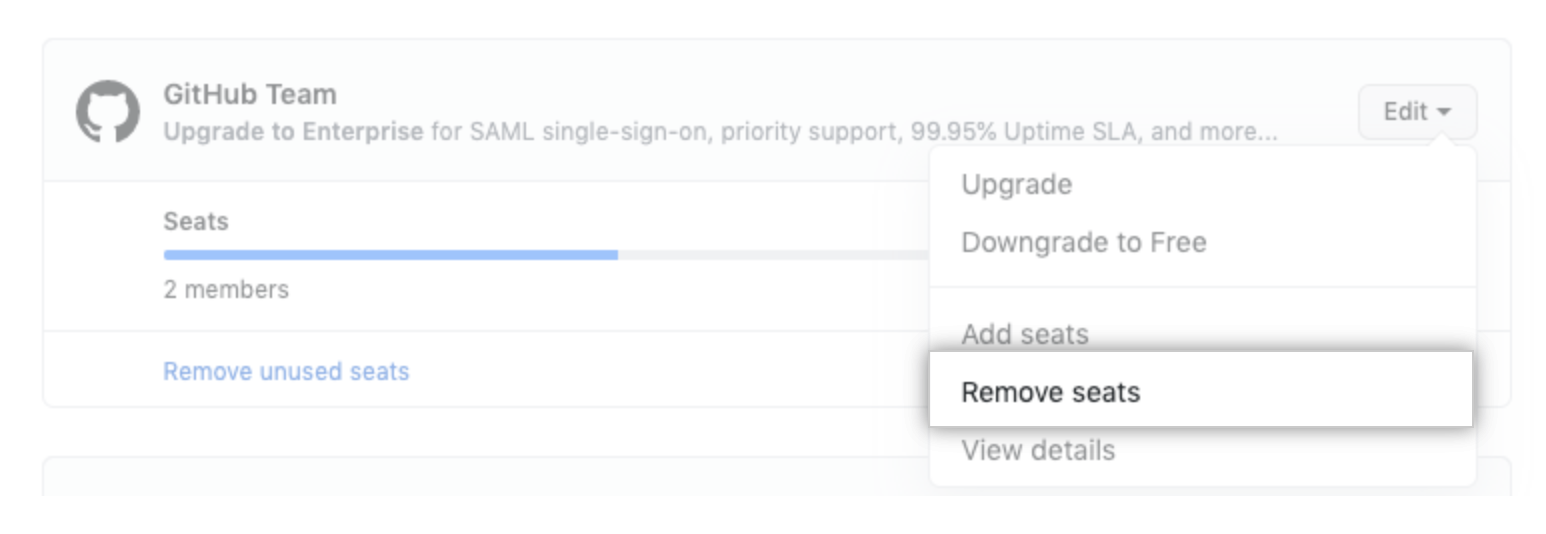 GitHub Team
Upgrade to Enterprise for SAML single-sign-on, priority support, 99.95% Uptime SLA, and more...
Edit
Upgrade
Downgrade to Free
Seats
2 members
Add seats
Remove unused seats
Remove seats
View details